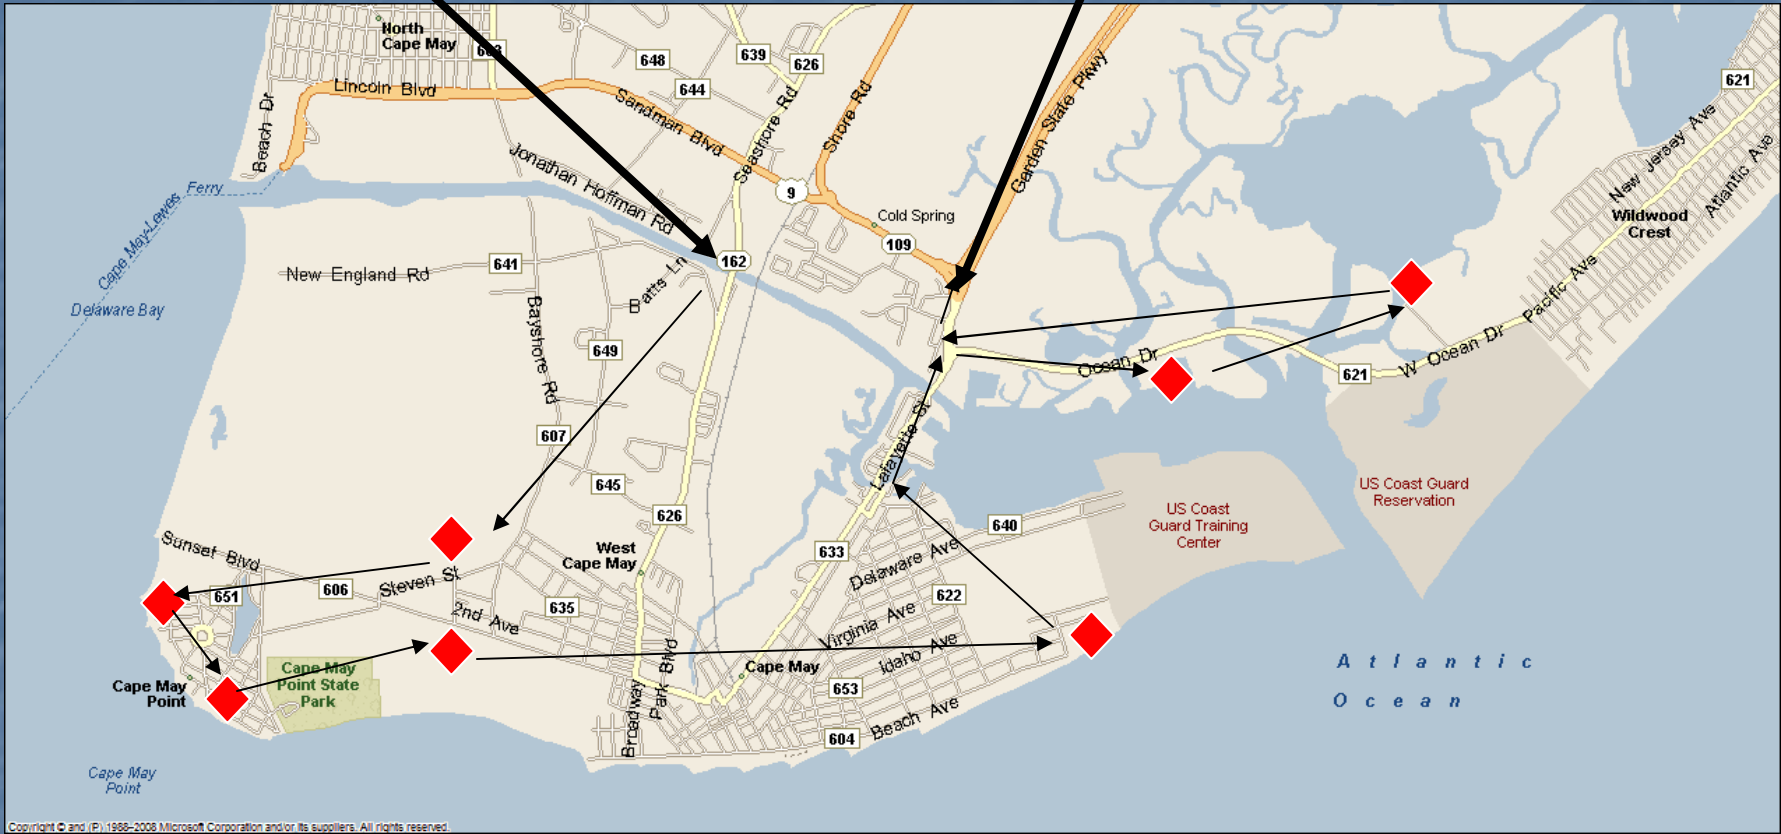 North
Cape May
603
648
639
626
644
621
Lincoln Blvd
Sandman Blvd
Seashore Rd
Shore Rd
Garden State Pkwy
Beach Dr
Jonathan Hoffman Rd
9
New Jersey Ave
Atlantic Ave
Ferry
Cape May-Lewes
Cold Spring
109
Wildwood
Crest
162
641
New England Rd
Batts Ln
Pacific Ave
Delaware Bay
Bayshore Rd
649
Ocean Dr
621
W Ocean Dr
607
Lafayette St
645
US Coast Guard
Reservation
626
US Coast
Guard Training
Center
640
Sunset Blvd
West
Cape May
633
Delaware Ave
606
Steven St
651
635
2nd Ave
622
Virginia Ave
Idaho Ave
Cape May
Point State
Park
Cape May
Park Blvd
Broadway
653
Cape May
Point
Atlantic
Ocean
Beach Ave
604
Cape May
Point
Copyright © and (P) 1988–2008 Microsoft Corporation and/or its suppliers. All rights reserved.